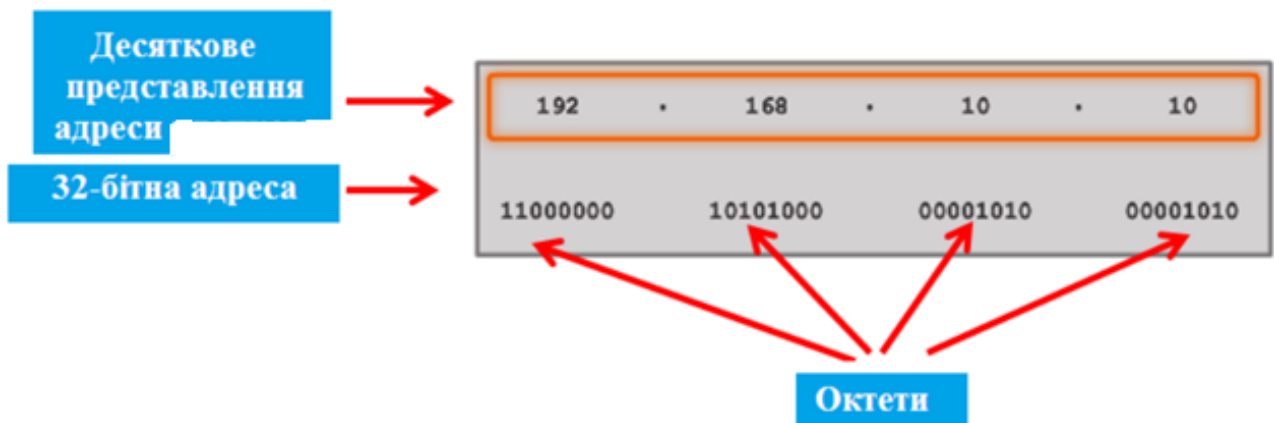 Десяткове
представлення
адреси
192 . 168 . 10 . 10
32-бітна адреса
11000000 10101000 00001010 00001010
Октети